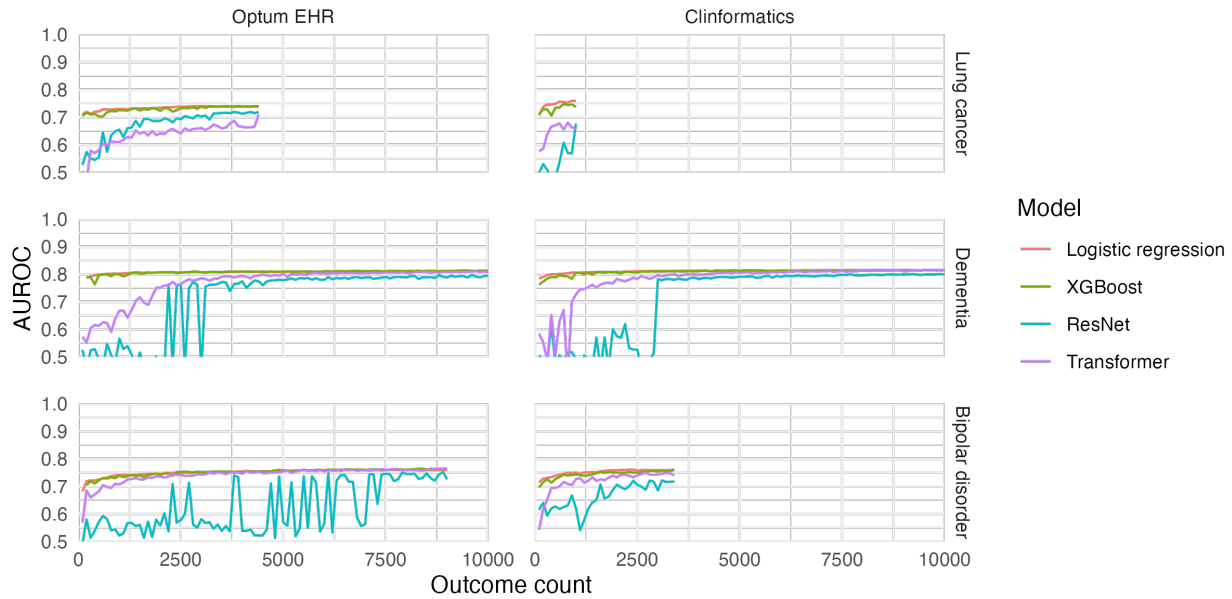 Optum EHR
Clinformatics
1.0
0.9
0.8
0.7
0.6
0.5
Lung cancer
1.0
0.9
0.8
0.7
0.6
0.5
Dementia
1.0
0.9
0.8
0.7
0.6
0.5
Bipolar disorder
AUROC
0
2500
5000
7500
10000
0
2500
5000
7500
10000
Outcome count
Model
Logistic regression
XGBoost
ResNet
Transformer